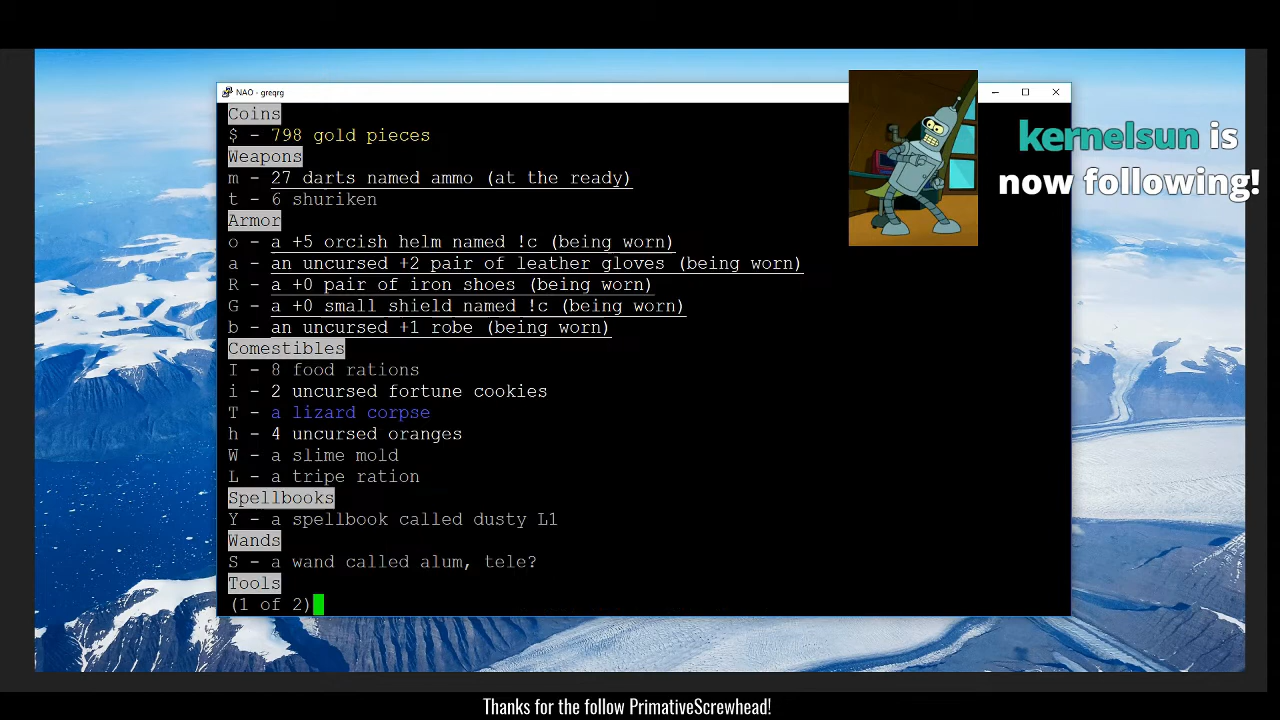 NAO - greqrg
Coins
$ - 798 gold pieces
Weapons
m - 27 darts named ammo (at the ready)
t - 6 shuriken
Armor
o - a +5 orcish helm named !c (being worn)
a - an uncursed +2 pair of leather gloves (being worn)
R - a +0 pair of iron shoes (being worn)
G - a +0 small shield named !c (being worn)
b - an uncursed +1 robe (being worn)
Comestibles
I - 8 food rations
i - 2 uncursed fortune cookies
T - a lizard corpse
h - 4 uncursed oranges
W - a slime mold
L - a tripe ration
Spellbooks
Y - a spellbook called dusty L1
Wands
S - a wand called alum, tele?
Tools
(1 of 2)
kernelsun is
now following!
Thanks for the follow PrimativeScrewhead!